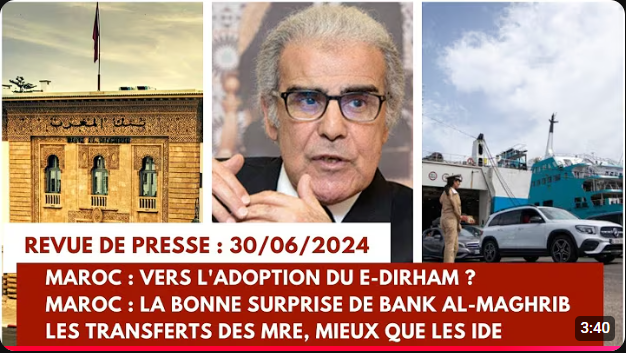 REVUE DE PRESSE : 30/06/2024
MAROC : VERS L'ADOPTION DU E-DIRHAM ?
MAROC : LA BONNE SURPRISE DE BANK AL-MAGHRIB
LES TRANSFERTS DES MRE, MIEUX QUE LES IDE
3:40